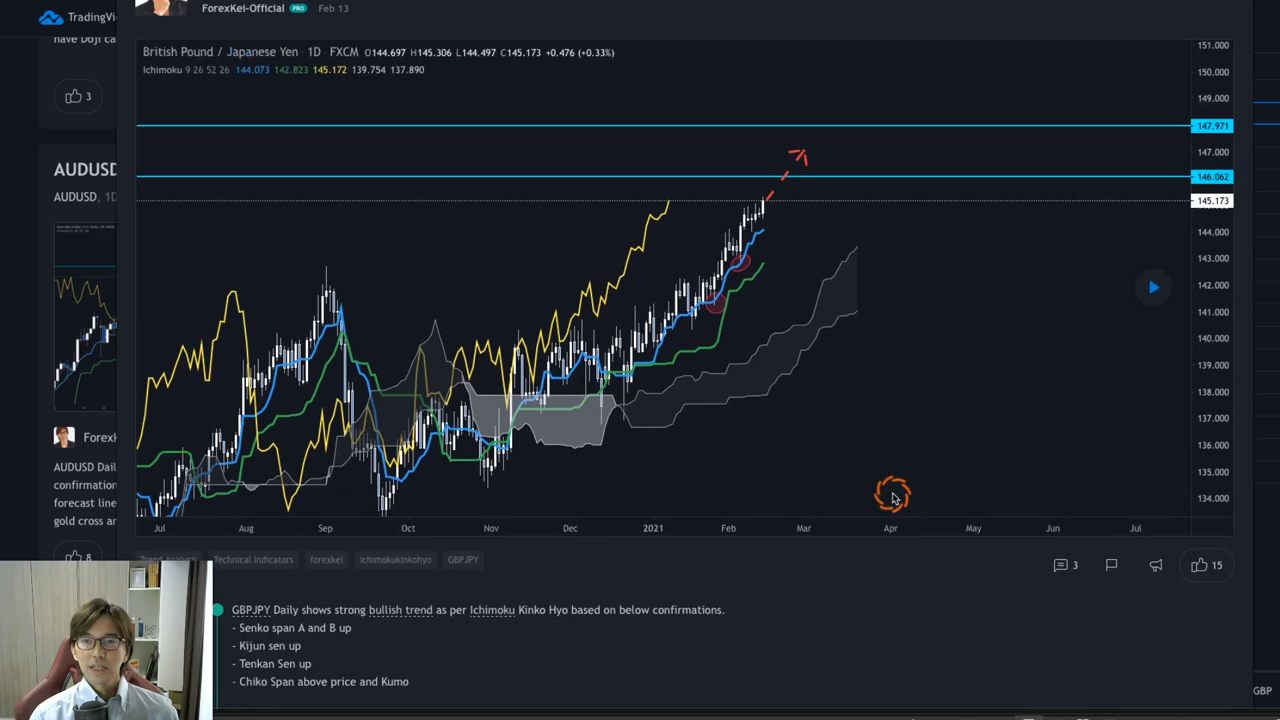 TradingVi
ForexKei-Official PRO Feb 13
have Doji ca
3
AUDUSD
AUDUSD, 1D
Forex
AUDUSD Daily
confirmation
forecast line
gold cross an
8
British Pound / Japanese Yen 1D FXCM O144.697 H145.306 L144.497 C145.173 +0.476 (+0.33%)
Ichimoku 9 26 52 26 144.073 142.823 145.172 139.754 137.890
151.000
150.000
149.000
147.971
147.000
146.062
145.173
144.000
143.000
142.000
141.000
140.000
139.000
138.000
137.000
136.000
135.000
134.000
Jul Aug Sep Oct Nov Dec 2021 Feb Mar Apr May Jun Jul
Trend Analysis Technical Indicators forexkei ichimokukinkohyo GBPJPY
3 15
GBPJPY Daily shows strong bullish trend as per Ichimoku Kinko Hyo based on below confirmations.
- Senko span A and B up
- Kijun sen up
- Tenkan Sen up
- Chiko Span above price and Kumo
GBP